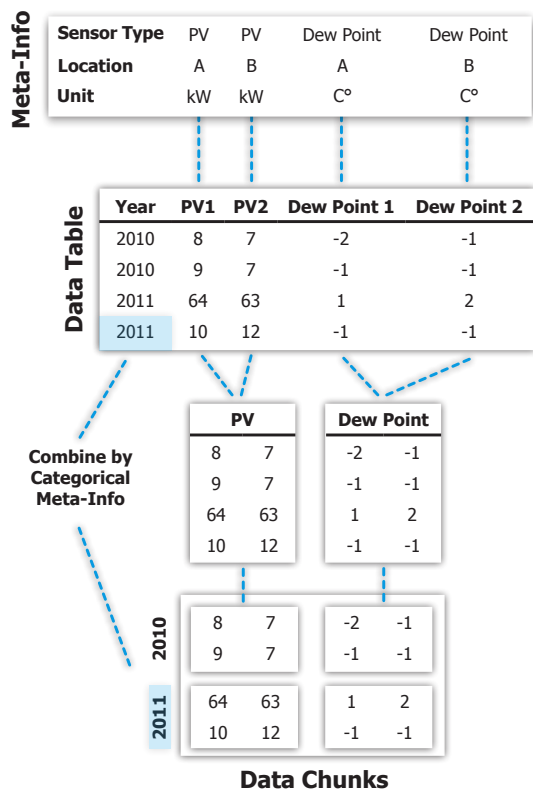 Meta-Info
Sensor Type PV PV Dew Point Dew Point
Location A B A B
Unit kW kW C° C°
Data Table
Year PV1 PV2 Dew Point 1 Dew Point 2
2010 8 7 -2 -1
2010 9 7 -1 -1
2011 64 63 1 2
2011 10 12 -1 -1
Combine by
Categorical
Meta-Info
PV Dew Point
8 7 -2 -1
9 7 -1 -1
64 63 1 2
10 12 -1 -1
2010
8 7 -2 -1
9 7 -1 -1
2011
64 63 1 2
10 12 -1 -1
Data Chunks